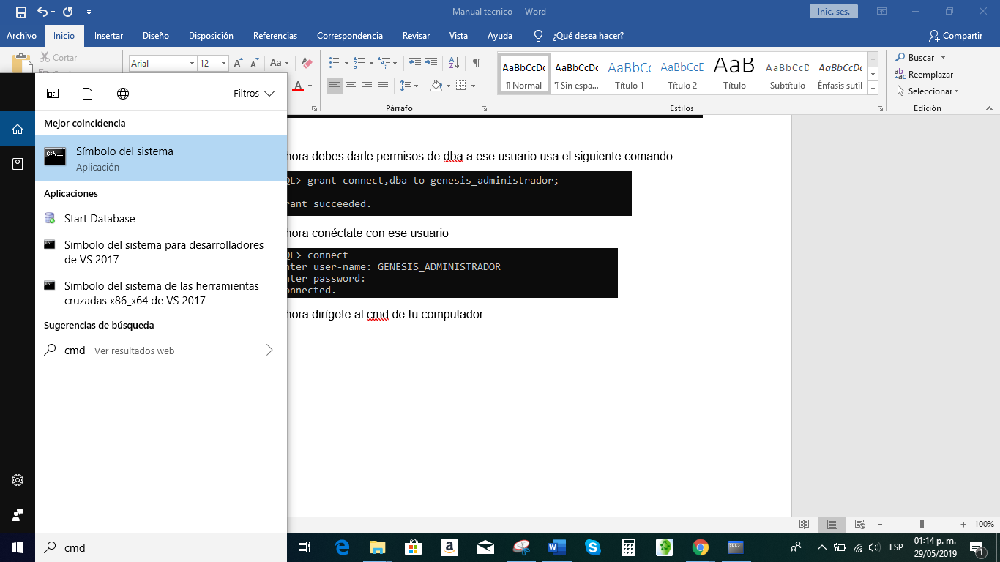 Manual tecnico - Word
Inic. ses.
Archivo Inicio Insertar Diseño Disposición Referencias Correspondencia Revisar Vista Ayuda ¿Qué desea hacer? Compartir
Cortar
Arial 12
Párrafo
AaBbCcDc AaBbCcDc AaBbCc AaBbCcD AaB AaBbCcD AaBbCcDc
¶ Normal ¶ Sin espa... Título 1 Título 2 Título Subtítulo Énfasis sutil
Estilos
Buscar
Reemplazar
Seleccionar
Edición
Filtros
Mejor coincidencia
Símbolo del sistema
Aplicación
Aplicaciones
Start Database
Símbolo del sistema para desarrolladores
de VS 2017
Símbolo del sistema de las herramientas
cruzadas x86_x64 de VS 2017
Sugerencias de búsqueda
cmd - Ver resultados web
cmd
hora debes darle permisos de dba a ese usuario usa el siguiente comando
QL> grant connect,dba to genesis_administrador;
rant succeeded.
hora conéctate con ese usuario
QL> connect
nter user-name: GENESIS_ADMINISTRADOR
nter password:
onnected.
hora dirígete al cmd de tu computador
100%
ESP
01:14 p. m.
29/05/2019
1